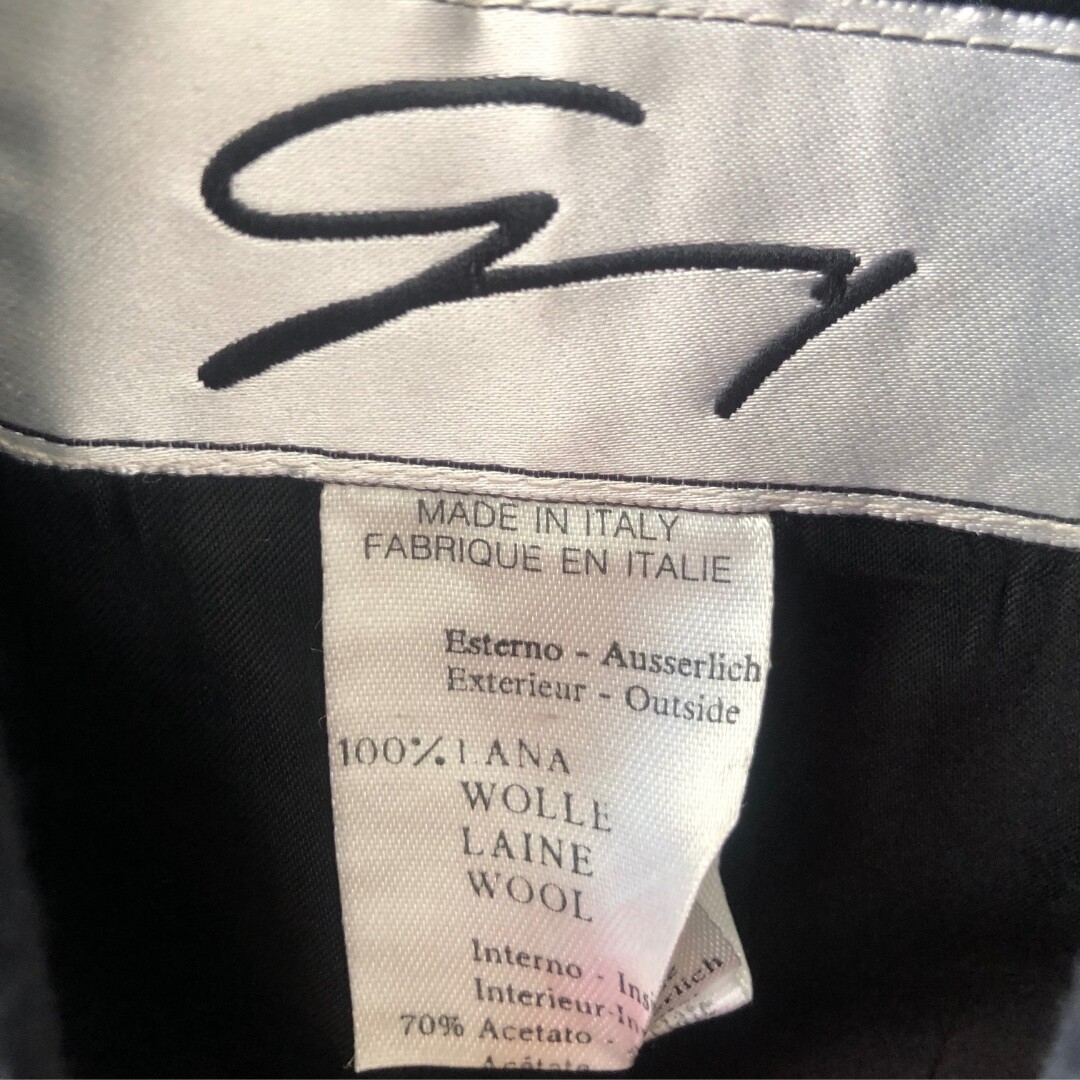 MADE IN ITALY
FABRIQUE EN ITALIE
Esterno - Ausserlich
Exterieur - Outside
100% LANA
WOLLE
LAINE
WOOL
Interno -
Interieur -
70% Acetato -